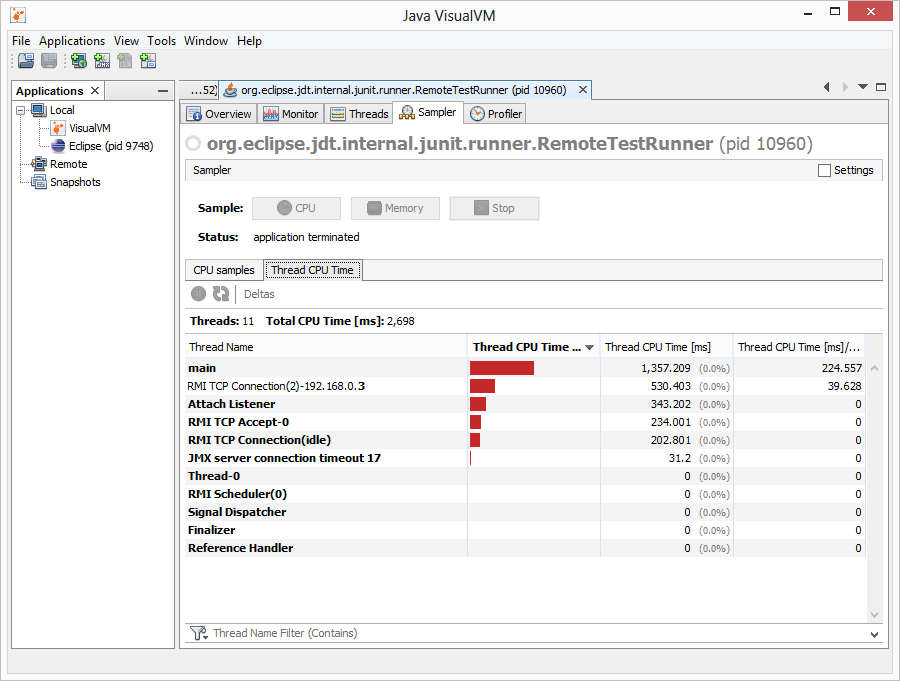 Java VisualVM
File Applications View Tools Window Help
Applications
...52) org.eclipse.jdt.internal.junit.runner.RemoteTestRunner (pid 10960)
Local
VisualVM
Eclipse (pid 9748)
Remote
Snapshots
Overview Monitor Threads Sampler Profiler
org.eclipse.jdt.internal.junit.runner.RemoteTestRunner (pid 10960)
Sampler Settings
Sample: CPU Memory Stop
Status: application terminated
CPU samples Thread CPU Time
Deltas
Threads: 11 Total CPU Time [ms]: 2,698
Thread Name Thread CPU Time ... Thread CPU Time [ms] Thread CPU Time [ms]/...
main 1,357.209 (0.0%) 224.557
RMI TCP Connection(2)-192.168.0.3 530.403 (0.0%) 39.628
Attach Listener 343.202 (0.0%) 0
RMI TCP Accept-0 234.001 (0.0%) 0
RMI TCP Connection(idle) 202.801 (0.0%) 0
JMX server connection timeout 17 31.2 (0.0%) 0
Thread-0 0 (0.0%) 0
RMI Scheduler(0) 0 (0.0%) 0
Signal Dispatcher 0 (0.0%) 0
Finalizer 0 (0.0%) 0
Reference Handler 0 (0.0%) 0
Thread Name Filter (Contains)